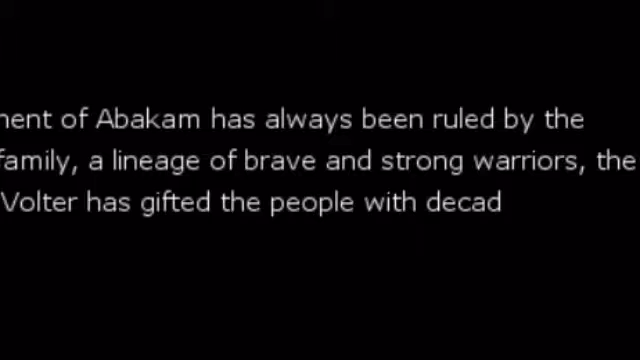 nent of Abakam has always been ruled by the
family, a lineage of brave and strong warriors, the
Volter has gifted the people with decad